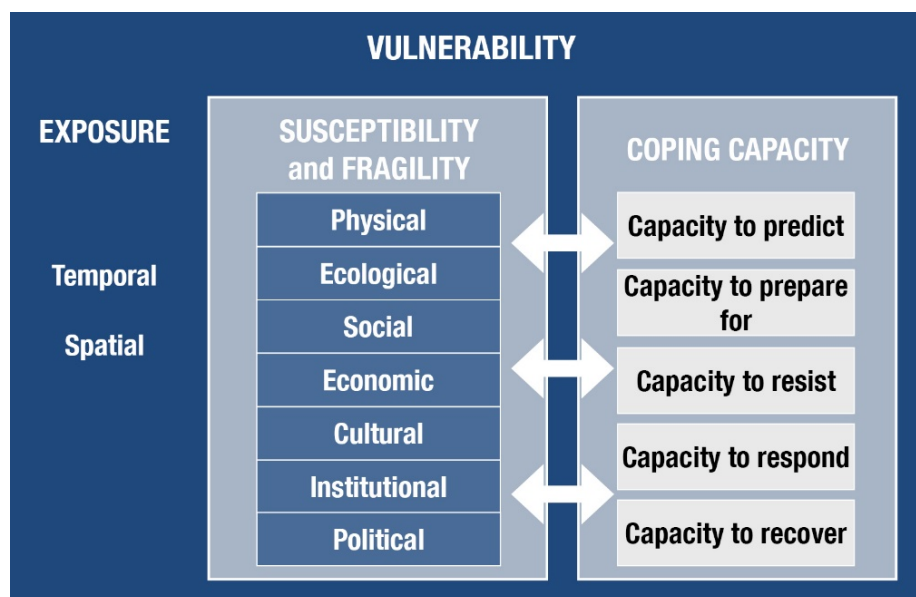 VULNERABILITY
EXPOSURE
Temporal
Spatial
SUSCEPTIBILITY
and FRAGILITY
Physical
Ecological
Social
Economic
Cultural
Institutional
Political
COPING CAPACITY
Capacity to predict
Capacity to prepare
for
Capacity to resist
Capacity to respond
Capacity to recover